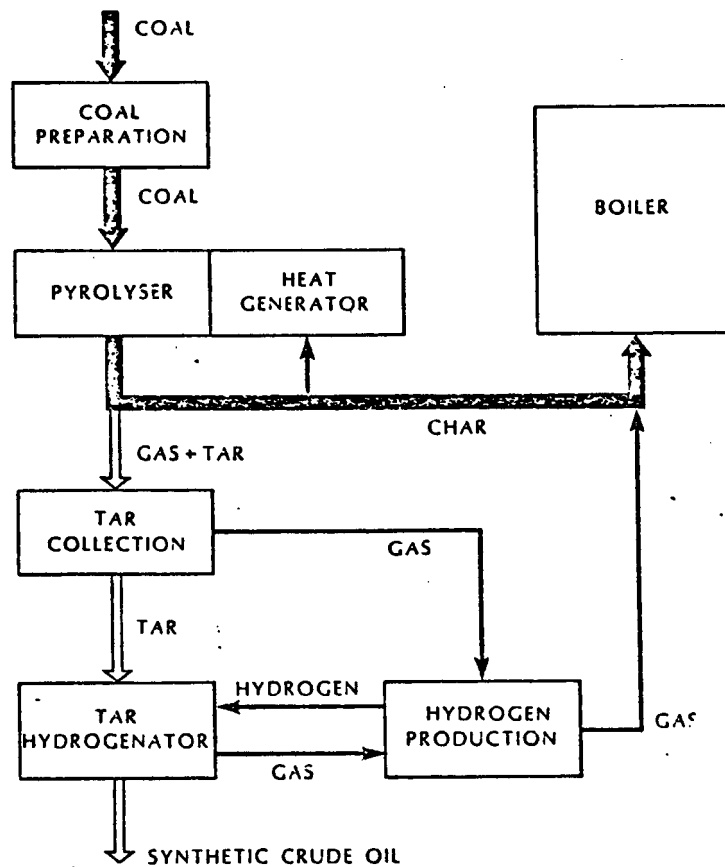 COAL
COAL
PREPARATION
COAL
BOILER
PYROLYSER
HEAT
GENERATOR
CHAR
GAS + TAR
TAR
COLLECTION
GAS
TAR
HYDROGEN
TAR
HYDROGENATOR
HYDROGEN
PRODUCTION
GAS
GAS
SYNTHETIC CRUDE OIL